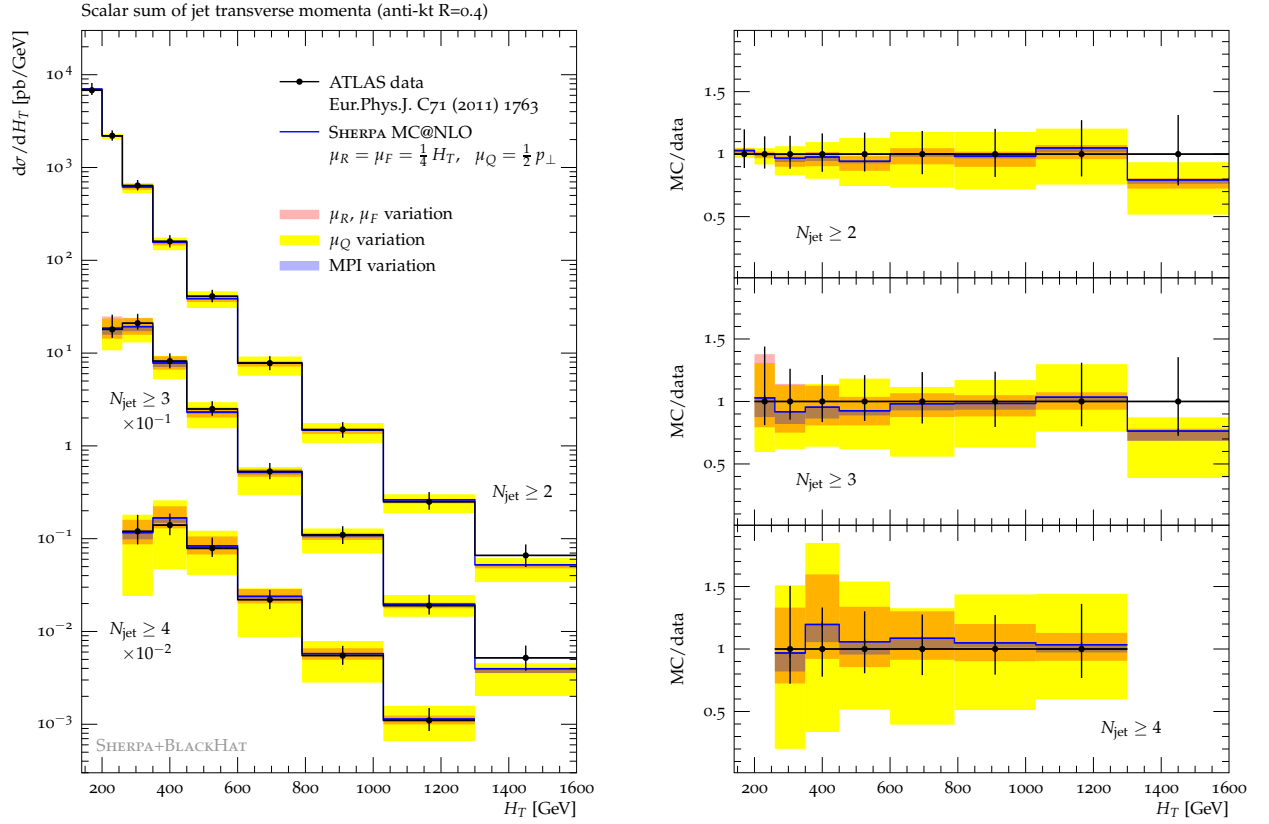 Scalar sum of jet transverse momenta (anti-kt R=0.4)
dσ/dH_T [pb/GeV]
10^4
10^3
10^2
10^1
1
10^−1
10^−2
10^−3
ATLAS data
Eur.Phys.J. C71 (2011) 1763
SHERPA MC@NLO
μ_R = μ_F = 1/4 H_T, μ_Q = 1/2 p_⊥
μ_R, μ_F variation
μ_Q variation
MPI variation
N_jet ≥ 3
×10^−1
N_jet ≥ 2
N_jet ≥ 4
×10^−2
SHERPA+BLACKHAT
200 400 600 800 1000 1200 1400 1600
H_T [GeV]
MC/data
1.5
1
0.5
N_jet ≥ 2
MC/data
1.5
1
0.5
N_jet ≥ 3
MC/data
1.5
1
0.5
N_jet ≥ 4
200 400 600 800 1000 1200 1400 1600
H_T [GeV]